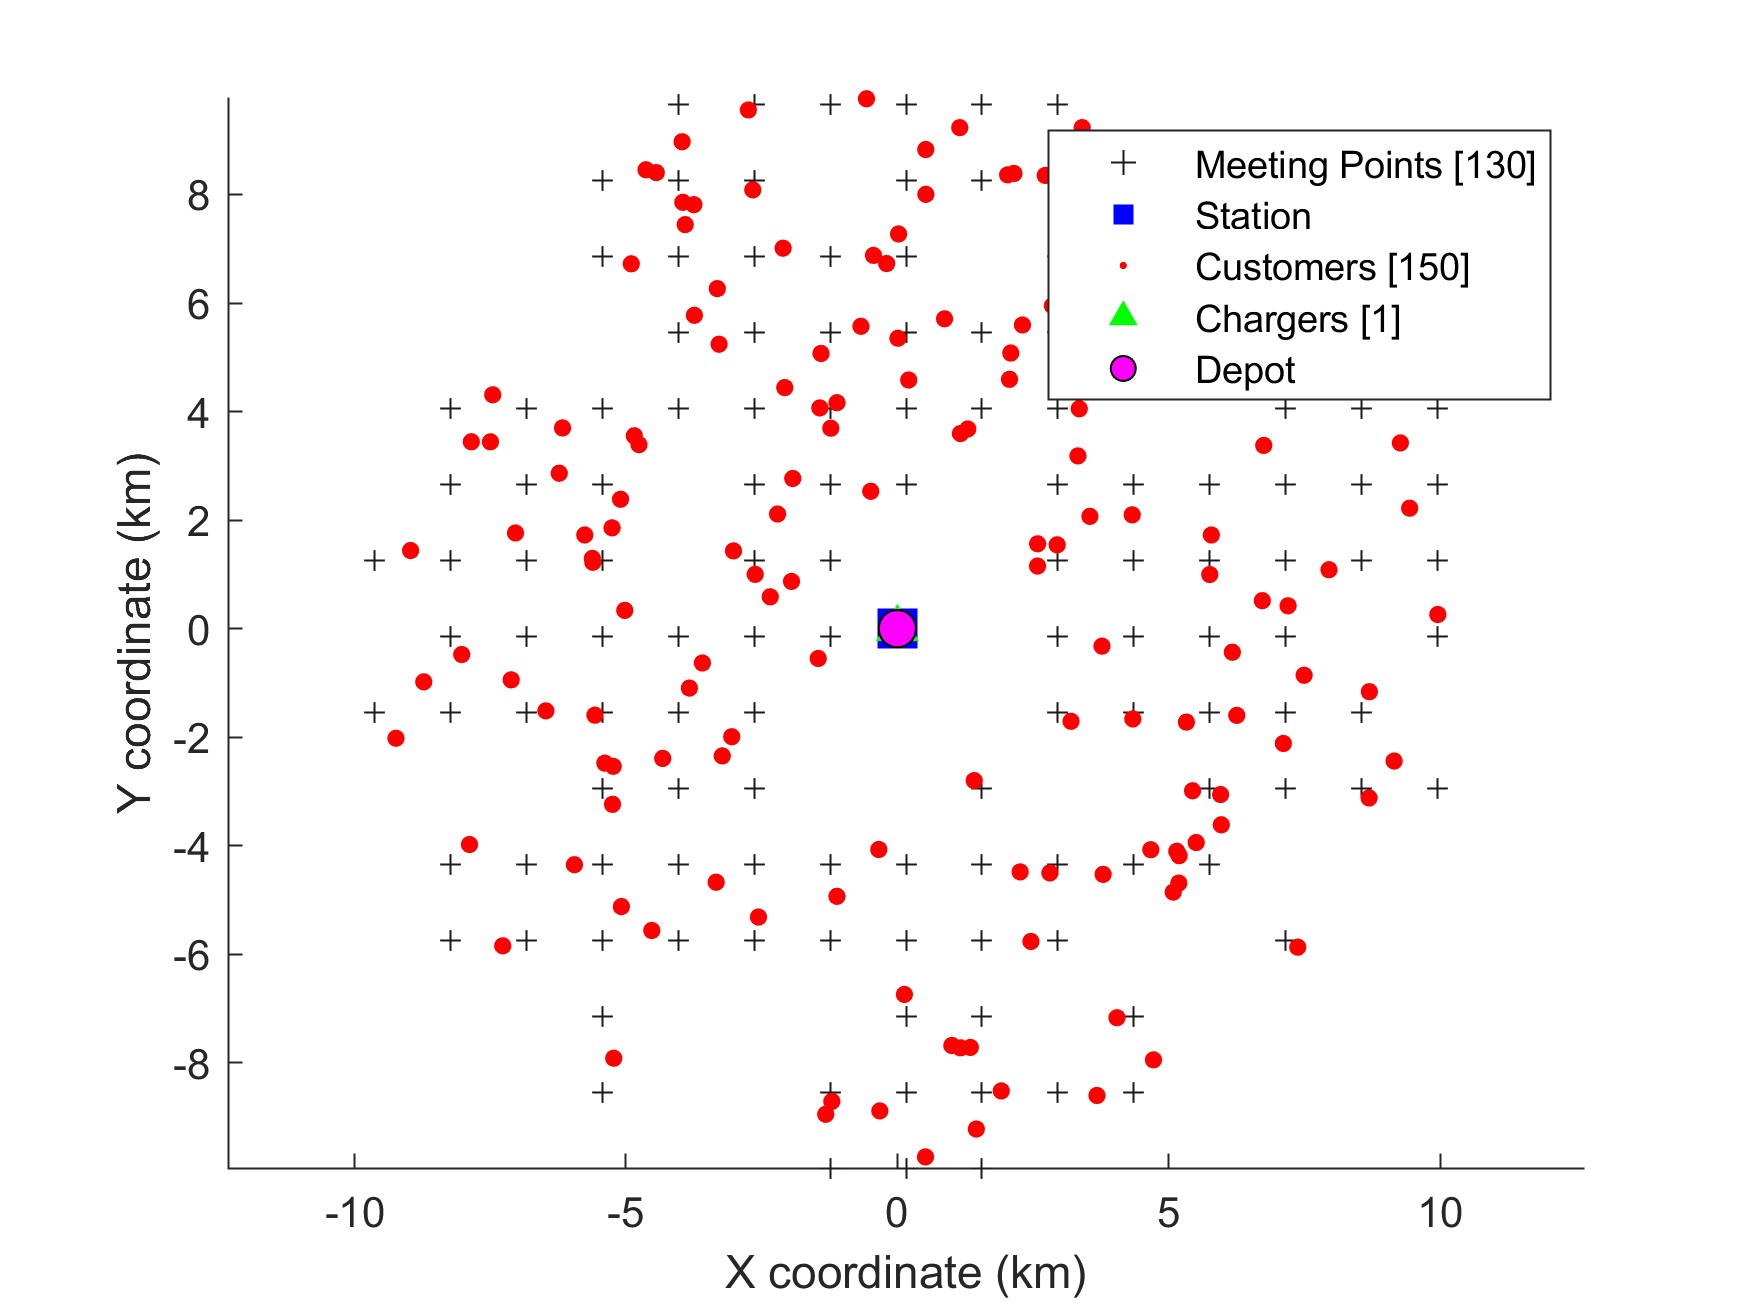 Meeting Points [130]
Station
Customers [150]
Chargers [1]
Depot
8
6
4
2
0
-2
-4
-6
-8
Y coordinate (km)
-10 -5 0 5 10
X coordinate (km)